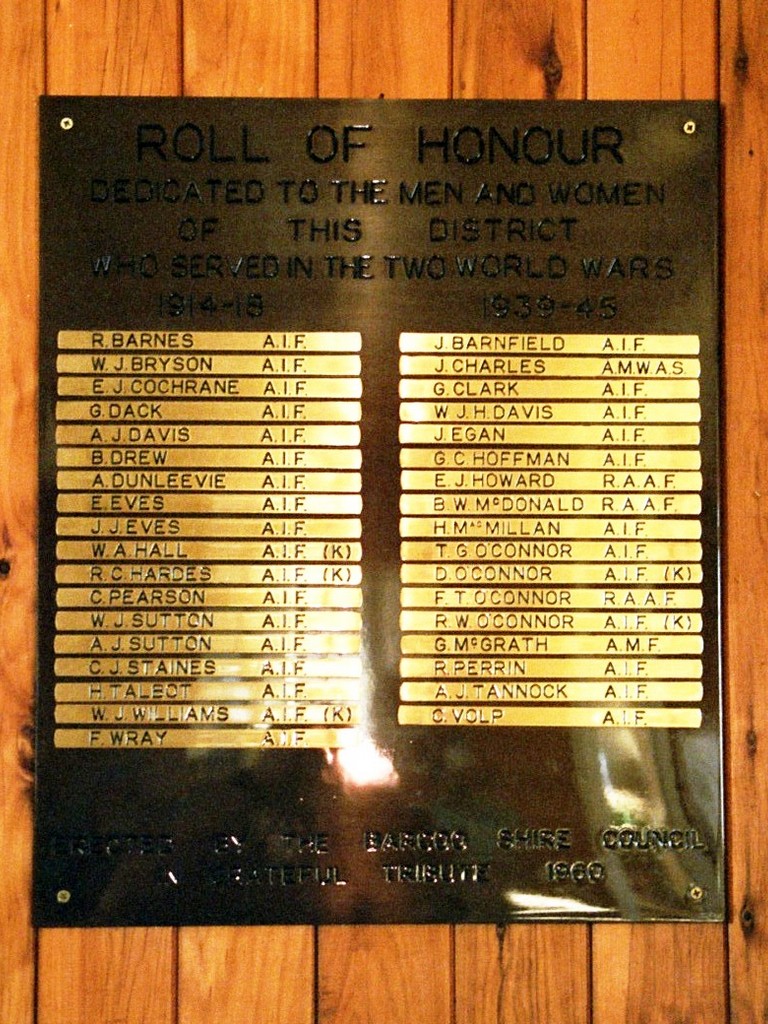 ROLL OF HONOUR
DEDICATED TO THE MEN AND WOMEN
OF THIS DISTRICT
WHO SERVED IN THE TWO WORLD WARS
1914-18
R. BARNES A.I.F.
W. J. BRYSON A.I.F.
E. J. COCHRANE A.I.F.
G. DACK A.I.F.
A. J. DAVIS A.I.F.
B. DREW A.I.F.
A. DUNLEEVIE A.I.F.
E. EVES A.I.F.
J. J. EVES A.I.F.
W. A. HALL A.I.F. (K)
R. C. HARDES A.I.F. (K)
C. PEARSON A.I.F.
W. J. SUTTON A.I.F.
A. J. SUTTON A.I.F.
C. J. STAINES A.I.F.
H. TALBOT A.I.F.
W. J. WILLIAMS A.I.F. (K)
F. WRAY A.I.F.
1939-45
J. BARNFIELD A.I.F.
J. CHARLES A.M.W.A.S.
G. CLARK A.I.F.
W. J. H. DAVIS A.I.F.
J. EGAN A.I.F.
G. C. HOFFMAN A.I.F.
E. J. HOWARD R.A.A.F.
B. W. McDONALD R.A.A.F.
H. MacMILLAN A.I.F.
T. G. O'CONNOR A.I.F.
D. O'CONNOR A.I.F. (K)
F. T. O'CONNOR R.A.A.F.
R. W. O'CONNOR A.I.F. (K)
G. McGRATH A.M.F.
R. PERRIN A.I.F.
A. J. TANNOCK A.I.F.
C. VOLP A.I.F.
ERECTED BY THE BARCOO SHIRE COUNCIL
IN GRATEFUL TRIBUTE 1960